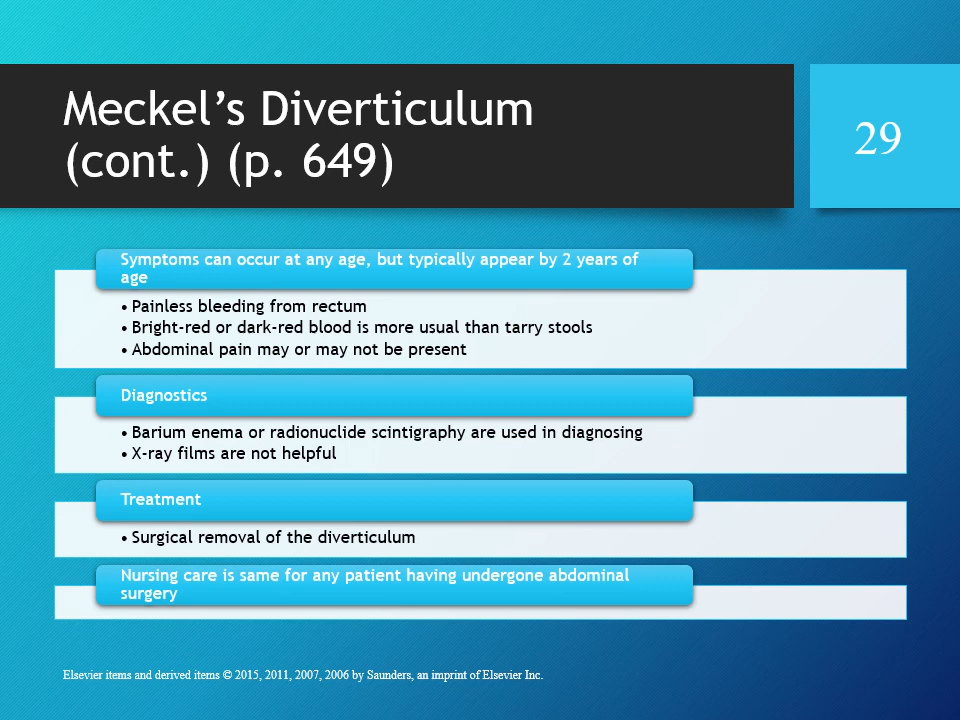 Meckel’s Diverticulum
(cont.) (p. 649)
29
Symptoms can occur at any age, but typically appear by 2 years of
age
• Painless bleeding from rectum
• Bright-red or dark-red blood is more usual than tarry stools
• Abdominal pain may or may not be present
Diagnostics
• Barium enema or radionuclide scintigraphy are used in diagnosing
• X-ray films are not helpful
Treatment
• Surgical removal of the diverticulum
Nursing care is same for any patient having undergone abdominal
surgery
Elsevier items and derived items © 2015, 2011, 2007, 2006 by Saunders, an imprint of Elsevier Inc.